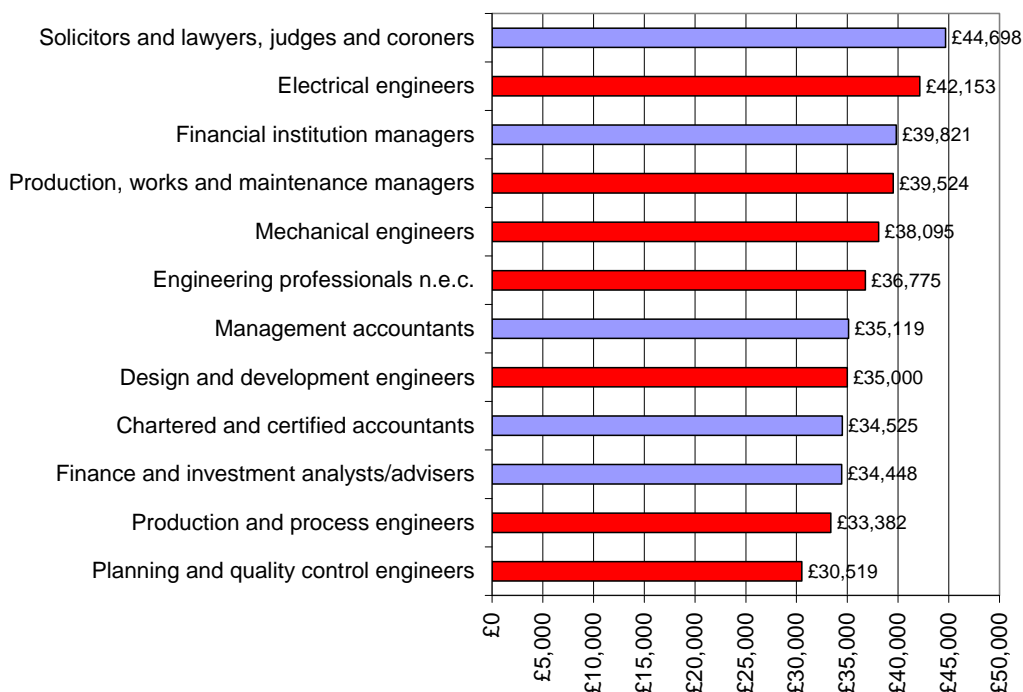 Solicitors and lawyers, judges and coroners £44,698
Electrical engineers £42,153
Financial institution managers £39,821
Production, works and maintenance managers £39,524
Mechanical engineers £38,095
Engineering professionals n.e.c. £36,775
Management accountants £35,119
Design and development engineers £35,000
Chartered and certified accountants £34,525
Finance and investment analysts/advisers £34,448
Production and process engineers £33,382
Planning and quality control engineers £30,519
£0
£5,000
£10,000
£15,000
£20,000
£25,000
£30,000
£35,000
£40,000
£45,000
£50,000